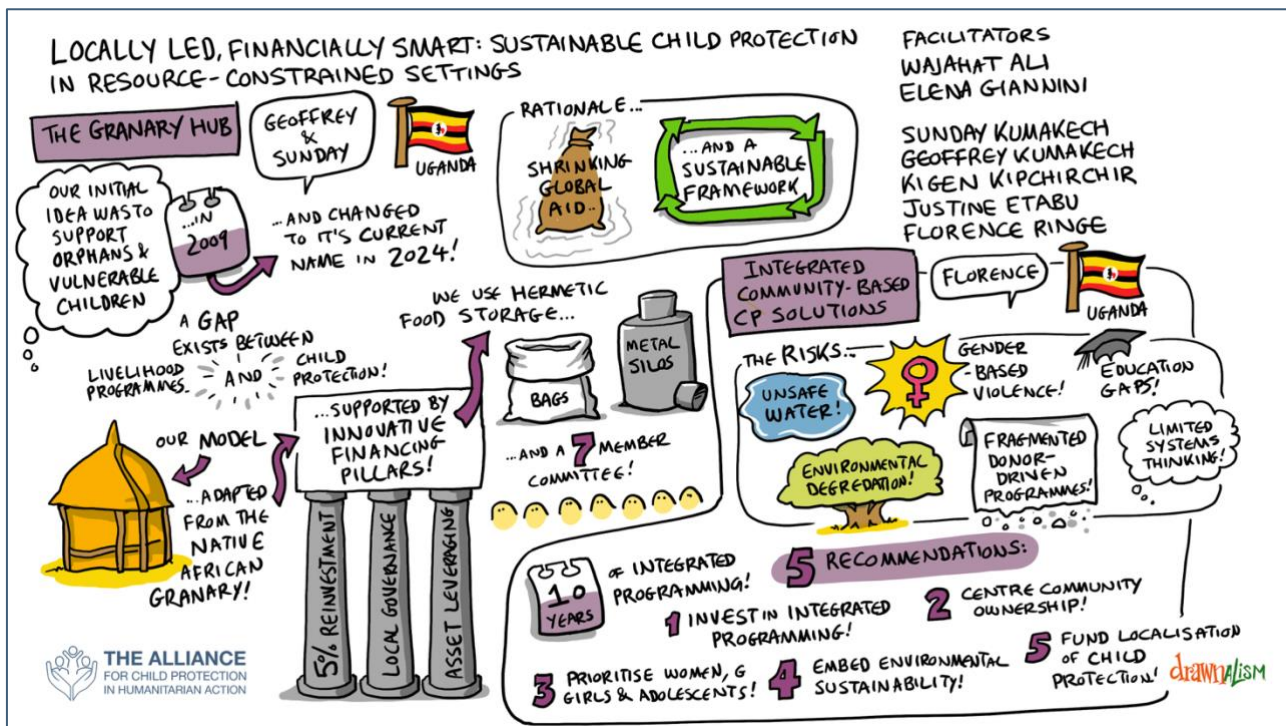 LOCALLY LED, FINANCIALLY SMART: SUSTAINABLE CHILD PROTECTION
IN RESOURCE-CONSTRAINED SETTINGS
FACILITATORS
WAJAHAT ALI
ELENA GIANNINI
SUNDAY KUMAKECH
GEOFFREY KUMAKECH
KIGEN KIPCHIRCHIR
JUSTINE ETABU
FLORENCE RINGE
THE GRANARY HUB
GEOFFREY
&
SUNDAY
UGANDA
OUR INITIAL
IDEA WAS TO
SUPPORT
ORPHANS &
VULNERABLE
CHILDREN
...IN
2009
...AND CHANGED
TO IT'S CURRENT
NAME IN 2024!
RATIONALE...
SHRINKING
GLOBAL
AID..
...AND A
SUSTAINABLE
FRAMEWORK
A GAP
EXISTS BETWEEN
LIVELIHOOD
PROGRAMMES
AND
CHILD
PROTECTION!
OUR MODEL
...ADAPTED
FROM THE
NATIVE
AFRICAN
GRANARY!
...SUPPORTED BY
INNOVATIVE
FINANCING
PILLARS!
5% REINVESTMENT
LOCAL GOVERNANCE
ASSET LEVERAGING
WE USE HERMETIC
FOOD STORAGE...
BAGS
METAL
SILOS
...AND A 7 MEMBER
COMMITTEE!
INTEGRATED
COMMUNITY-BASED
CP SOLUTIONS
FLORENCE
UGANDA
THE RISKS...
UNSAFE
WATER!
GENDER
BASED
VIOLENCE!
EDUCATION
GAPS!
ENVIRONMENTAL
DEGREDATION!
FRAGMENTED
DONOR-
DRIVEN
PROGRAMMES!
LIMITED
SYSTEMS
THINKING!
10
YEARS
OF INTEGRATED
PROGRAMMING!
5 RECOMMENDATIONS:
1 INVEST IN INTEGRATED
PROGRAMMING!
2 CENTRE COMMUNITY
OWNERSHIP!
3 PRIORITISE WOMEN, G
GIRLS & ADOLESCENTS!
4 EMBED ENVIRONMENTAL
SUSTAINABILITY!
5 FUND LOCALISATION
OF CHILD
PROTECTION!
THE ALLIANCE
FOR CHILD PROTECTION
IN HUMANITARIAN ACTION
drawnALISM